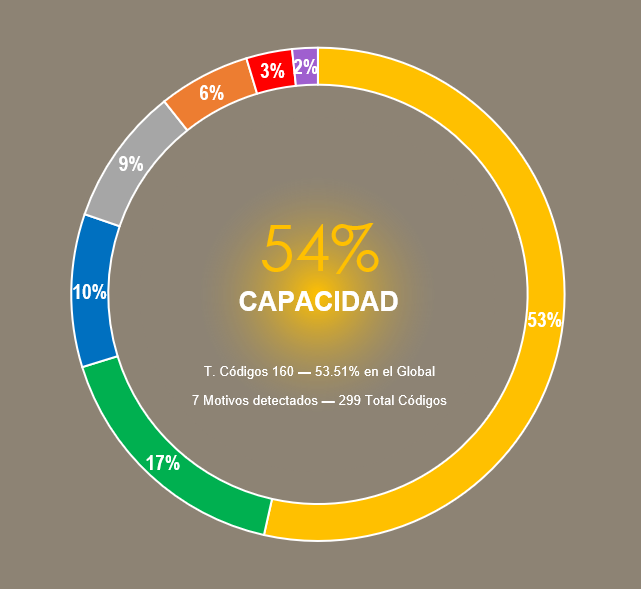 2%
3%
6%
9%
54%
10%
CAPACIDAD
53%
T. Códigos 160 — 53.51% en el Global
7 Motivos detectados — 299 Total Códigos
17%